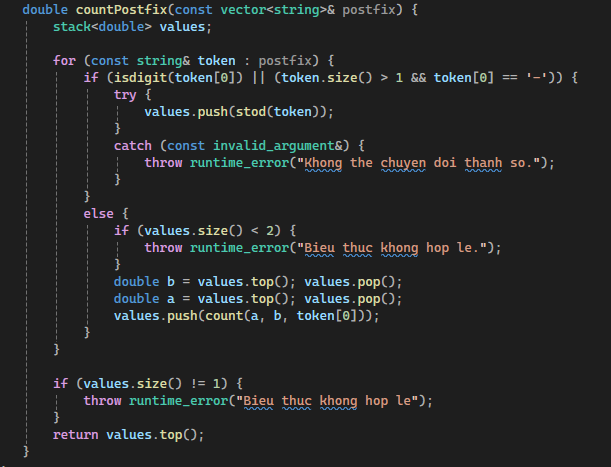 double countPostfix(const vector<string>& postfix) {
    stack<double> values;

    for (const string& token : postfix) {
        if (isdigit(token[0]) || (token.size() > 1 && token[0] == '-')) {
            try {
                values.push(stod(token));
            }
            catch (const invalid_argument&) {
                throw runtime_error("Khong the chuyen doi thanh so.");
            }
        }
        else {
            if (values.size() < 2) {
                throw runtime_error("Bieu thuc khong hop le.");
            }
            double b = values.top(); values.pop();
            double a = values.top(); values.pop();
            values.push(count(a, b, token[0]));
        }
    }

    if (values.size() != 1) {
        throw runtime_error("Bieu thuc khong hop le");
    }
    return values.top();
}